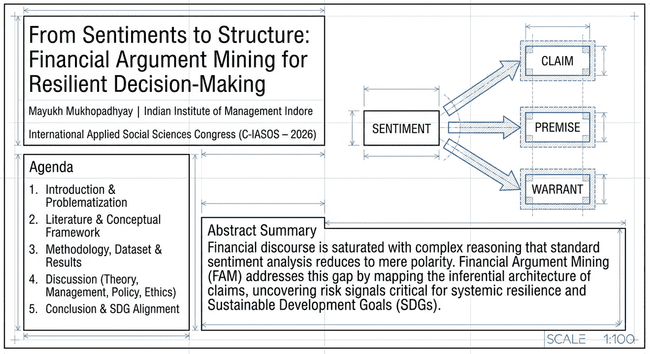 From Sentiments to Structure:
Financial Argument Mining for
Resilient Decision-Making
Mayukh Mukhopadhyay | Indian Institute of Management Indore
International Applied Social Sciences Congress (C-IASOS – 2026)
SENTIMENT
CLAIM
PREMISE
WARRANT
Agenda
1. Introduction &
Problematization
2. Literature & Conceptual
Framework
3. Methodology, Dataset &
Results
4. Discussion (Theory,
Management, Policy, Ethics)
5. Conclusion & SDG Alignment
Abstract Summary
Financial discourse is saturated with complex reasoning that standard
sentiment analysis reduces to mere polarity. Financial Argument Mining
(FAM) addresses this gap by mapping the inferential architecture of
claims, uncovering risk signals critical for systemic resilience and
Sustainable Development Goals (SDGs).
SCALE 1:100